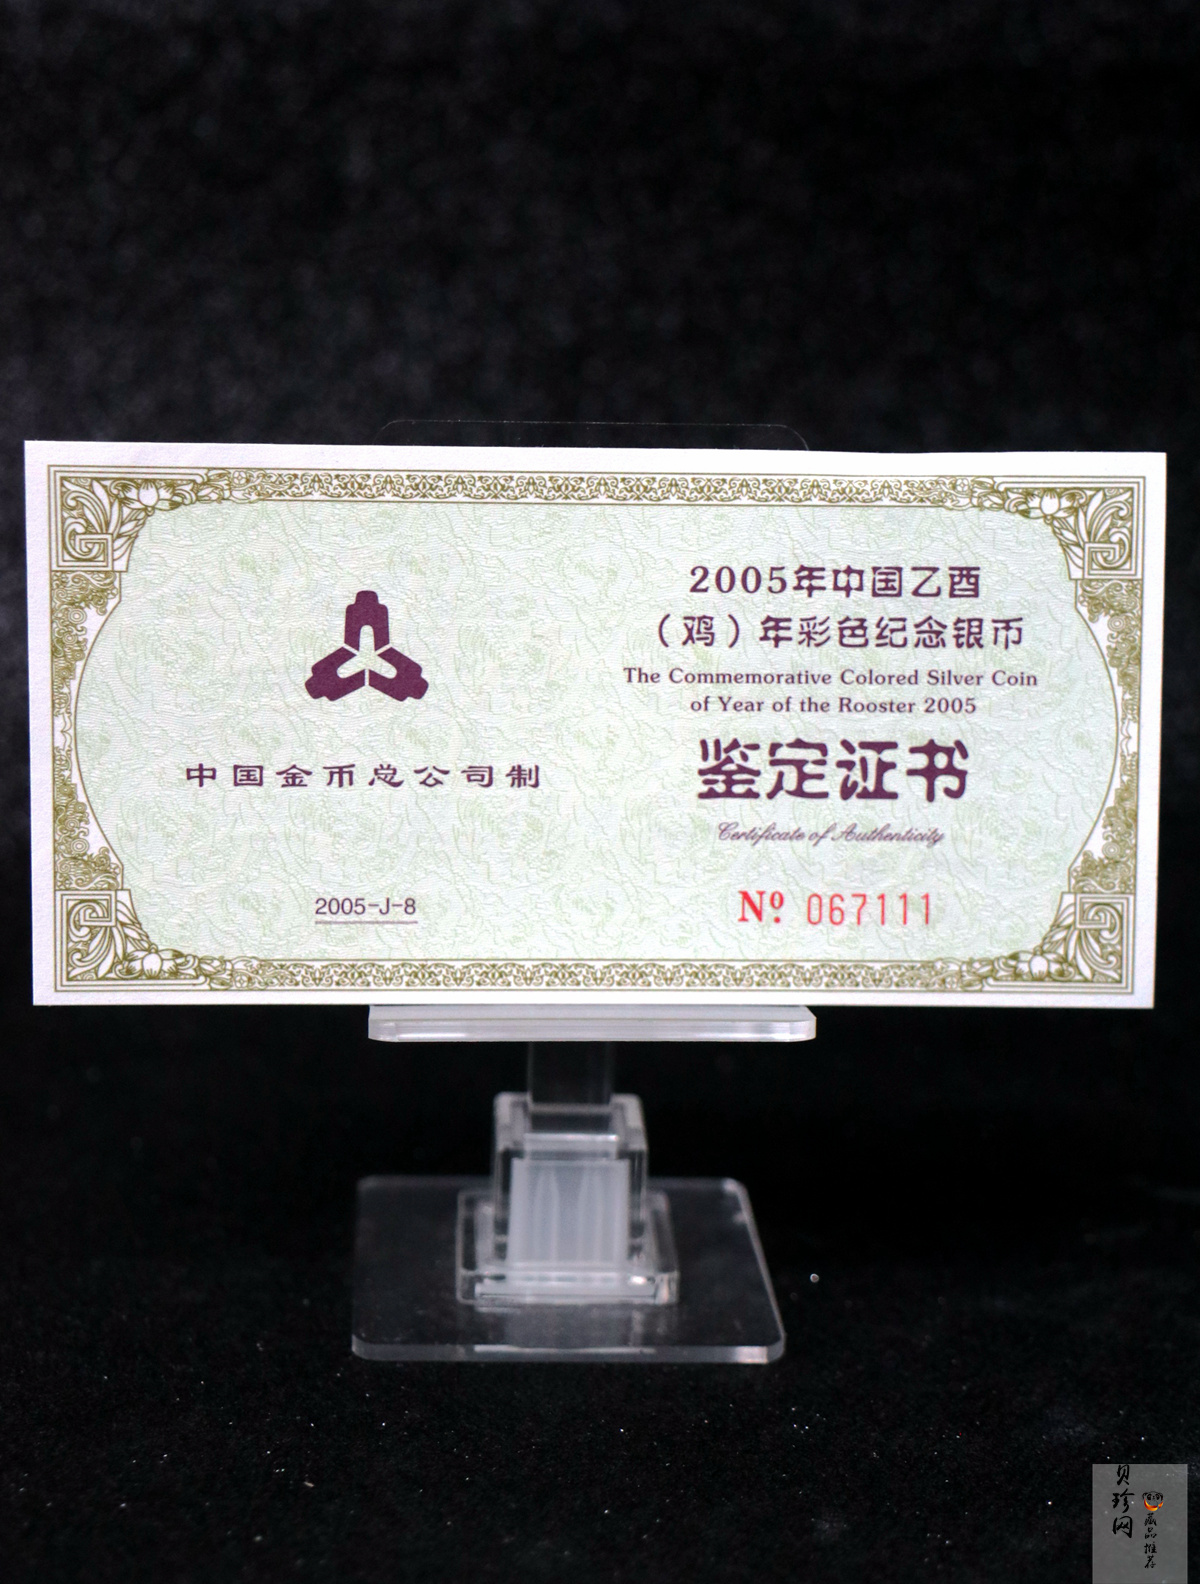 中国金币总公司制
2005-J-8
2005年中国乙酉
（鸡）年彩色纪念银币
The Commemorative Colored Silver Coin
of Year of the Rooster 2005
鉴定证书
Certificate of Authenticity
Nº 067111
贝珍网
藏品推荐